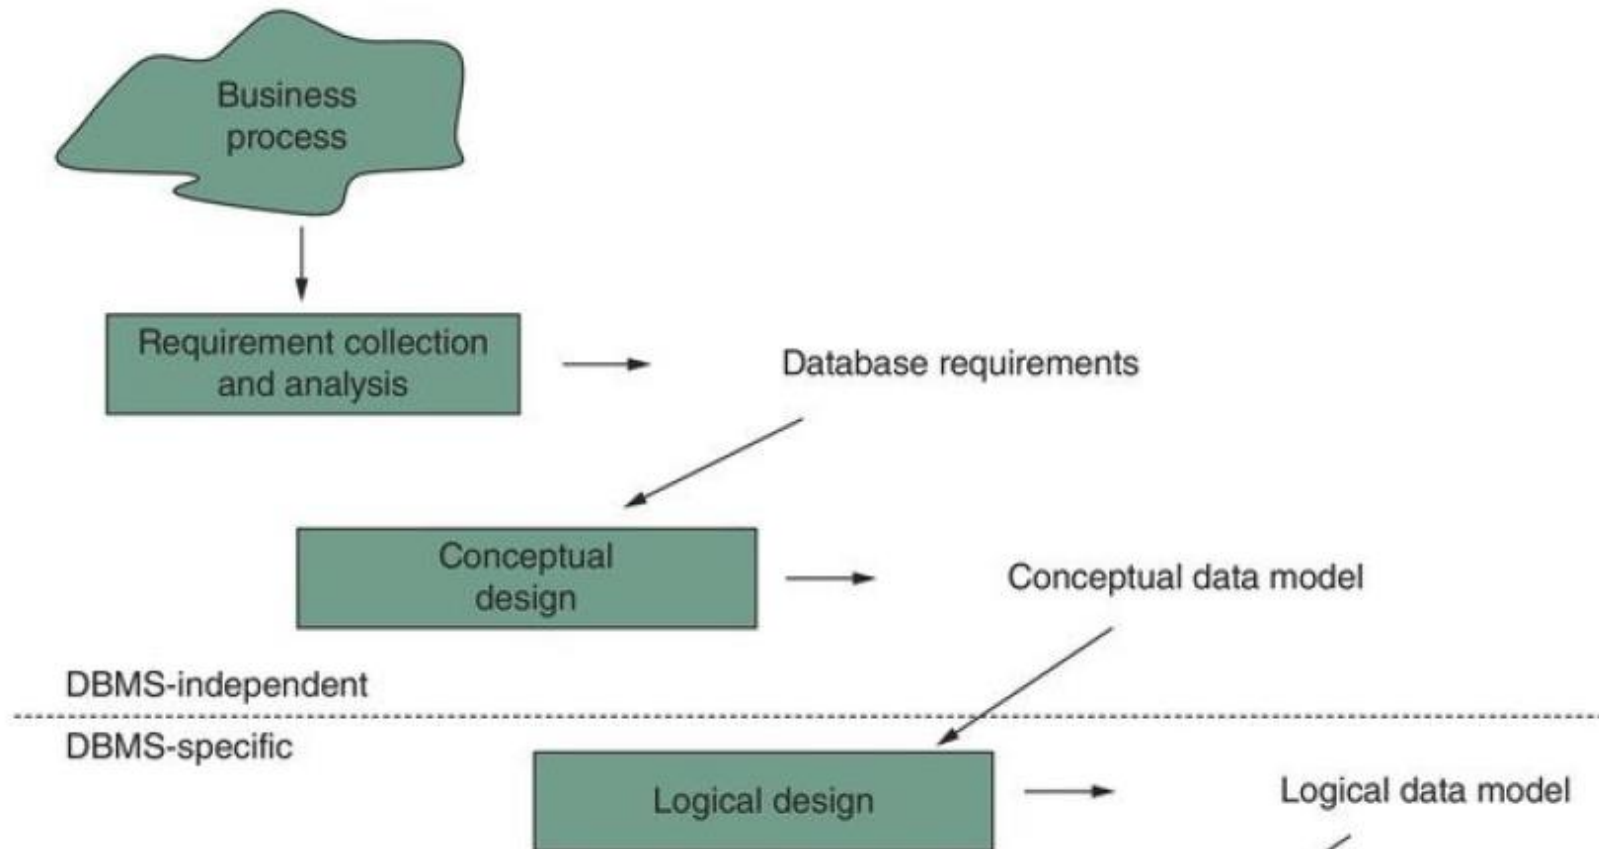 Business
process
Requirement collection
and analysis
Database requirements
Conceptual
design
Conceptual data model
DBMS-independent
DBMS-specific
Logical design
Logical data model